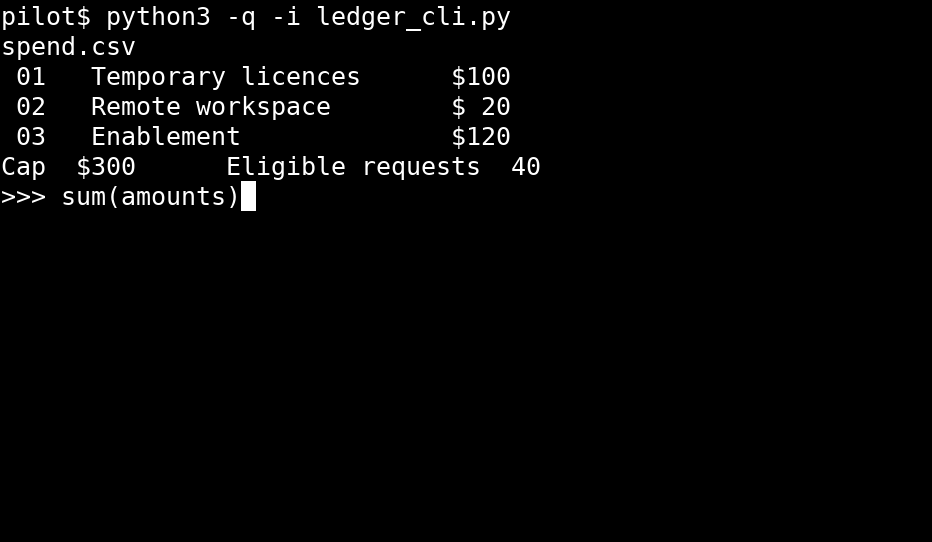 pilot$ python3 -q -i ledger_cli.py
spend.csv
 01   Temporary licences      $100
 02   Remote workspace        $ 20
 03   Enablement              $120
Cap  $300      Eligible requests  40
>>> sum(amounts)